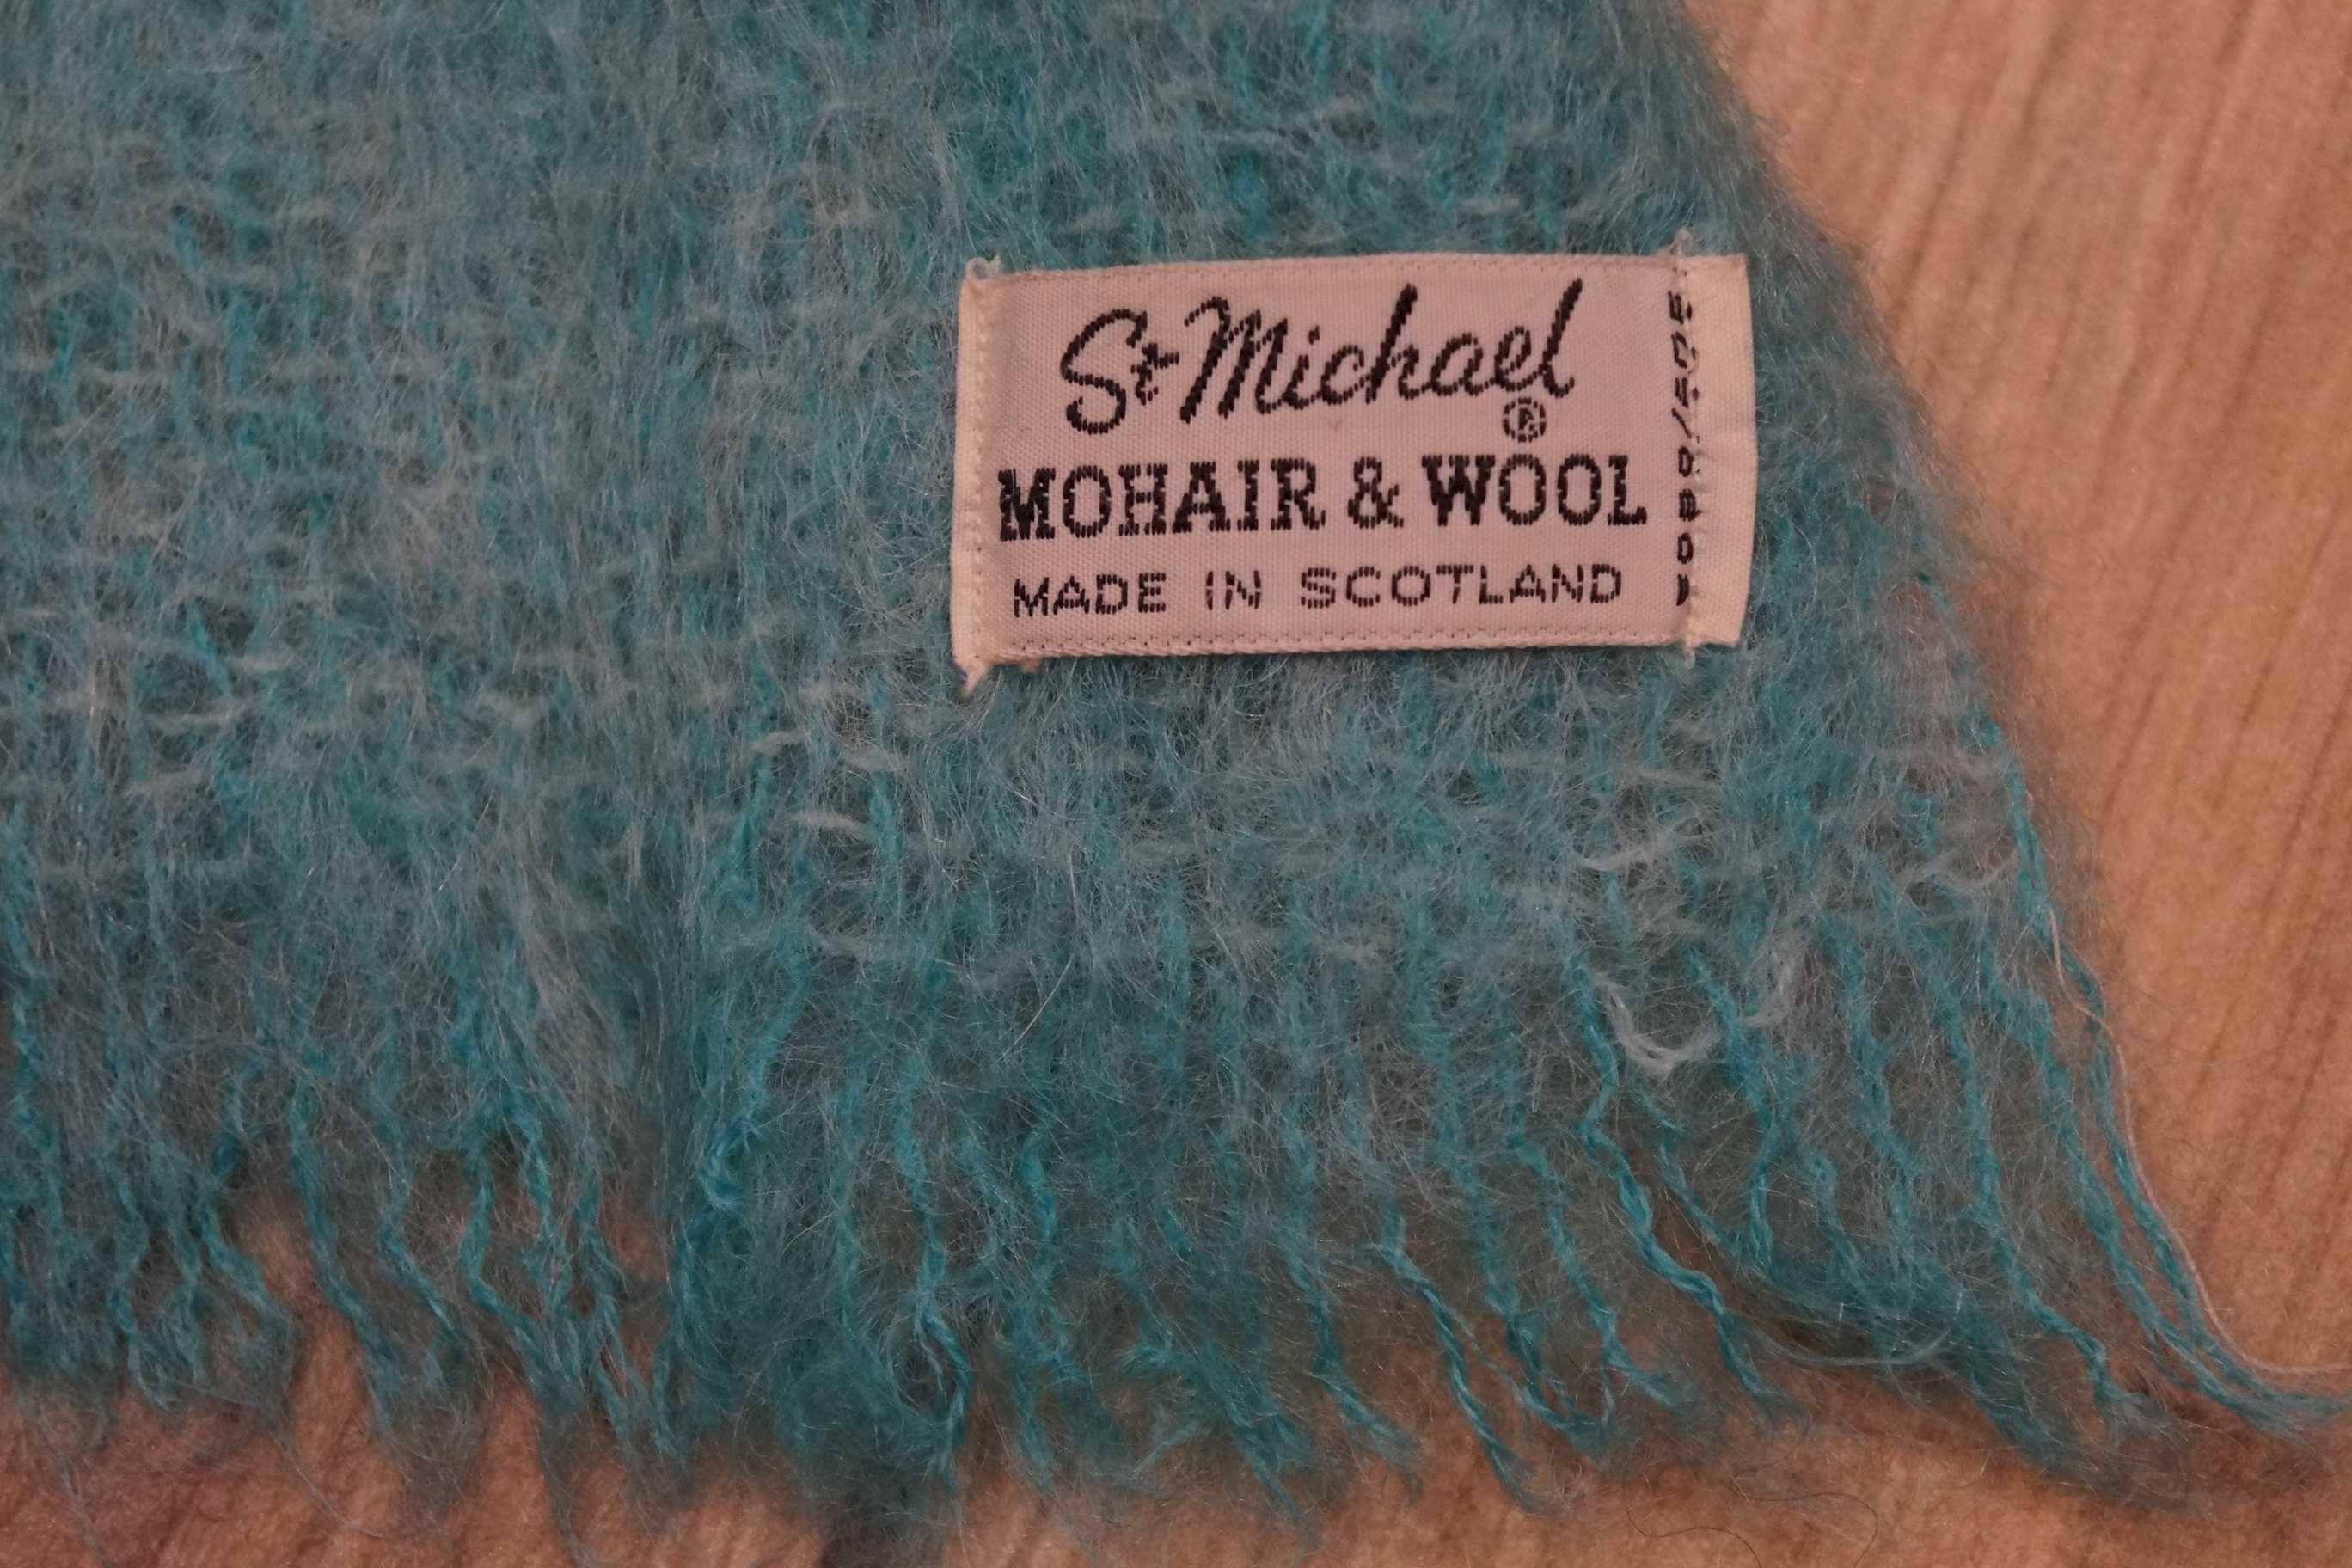 St Michael
®
MOHAIR & WOOL
MADE IN SCOTLAND